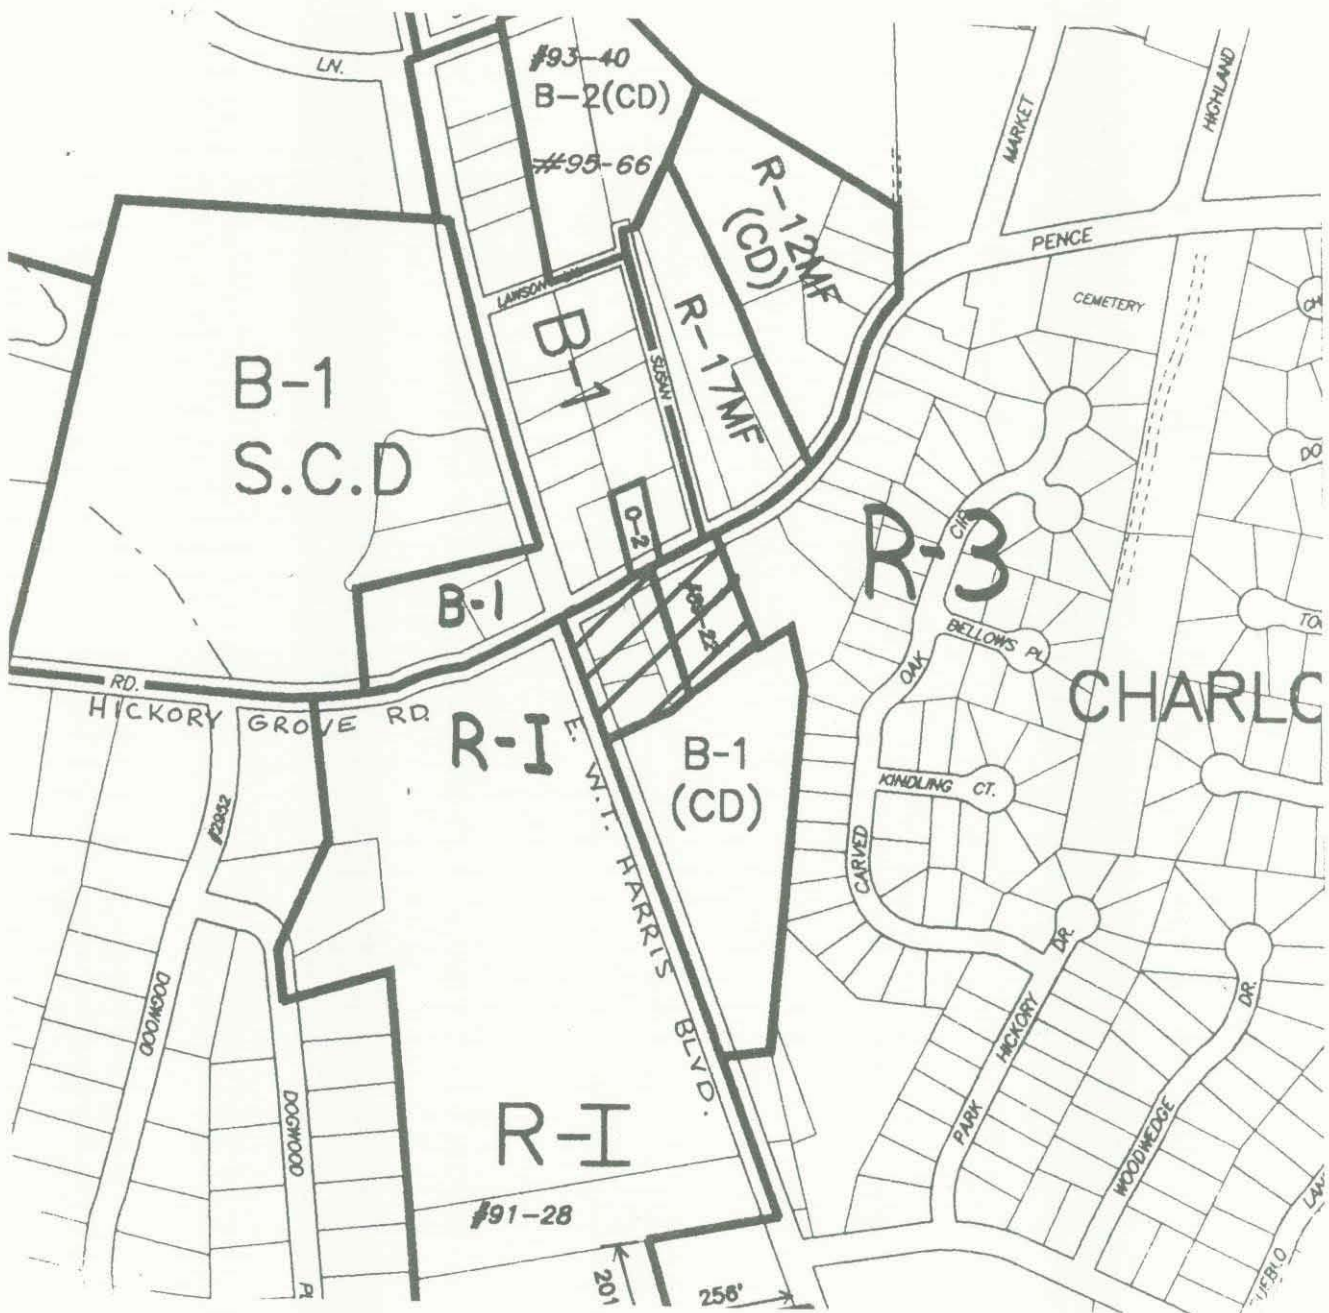 LN.
#93-40
B-2(CD)
#95-66
MARKET
HIGHLAND
R-12MF
(CD)
PENCE
CEMETERY
LAWSON
B-1
SUSAN
R-17MF
B-1
S.C.D
O-2
R-3
CIR.
B-1
BELLOWS PL.
OAK
CHARLO
RD.
HICKORY GROVE RD.
R-I
E. W.T. HARRIS BLVD.
B-1
(CD)
KINDLING CT.
#2952
CARVED
DR.
DOGWOOD
DOGWOOD
PL
HICKORY
PARK
DR.
WOODWEDGE
R-I
#91-28
201
256'